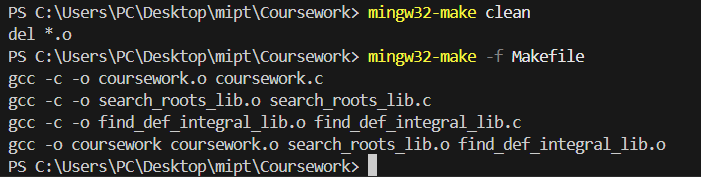 PS C:\Users\PC\Desktop\mipt\Coursework> mingw32-make clean
del *.o
PS C:\Users\PC\Desktop\mipt\Coursework> mingw32-make -f Makefile
gcc -c -o coursework.o coursework.c
gcc -c -o search_roots_lib.o search_roots_lib.c
gcc -c -o find_def_integral_lib.o find_def_integral_lib.c
gcc -o coursework coursework.o search_roots_lib.o find_def_integral_lib.o
PS C:\Users\PC\Desktop\mipt\Coursework>